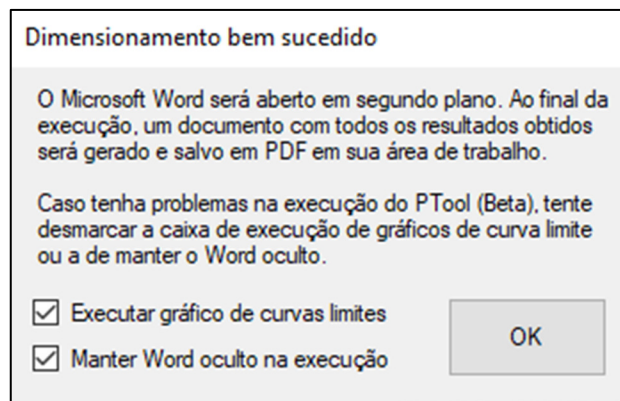 Dimensionamento bem sucedido
O Microsoft Word será aberto em segundo plano. Ao final da
execução, um documento com todos os resultados obtidos
será gerado e salvo em PDF em sua área de trabalho.
Caso tenha problemas na execução do PTool (Beta), tente
desmarcar a caixa de execução de gráficos de curva limite
ou a de manter o Word oculto.
Executar gráfico de curvas limites
OK
Manter Word oculto na execução